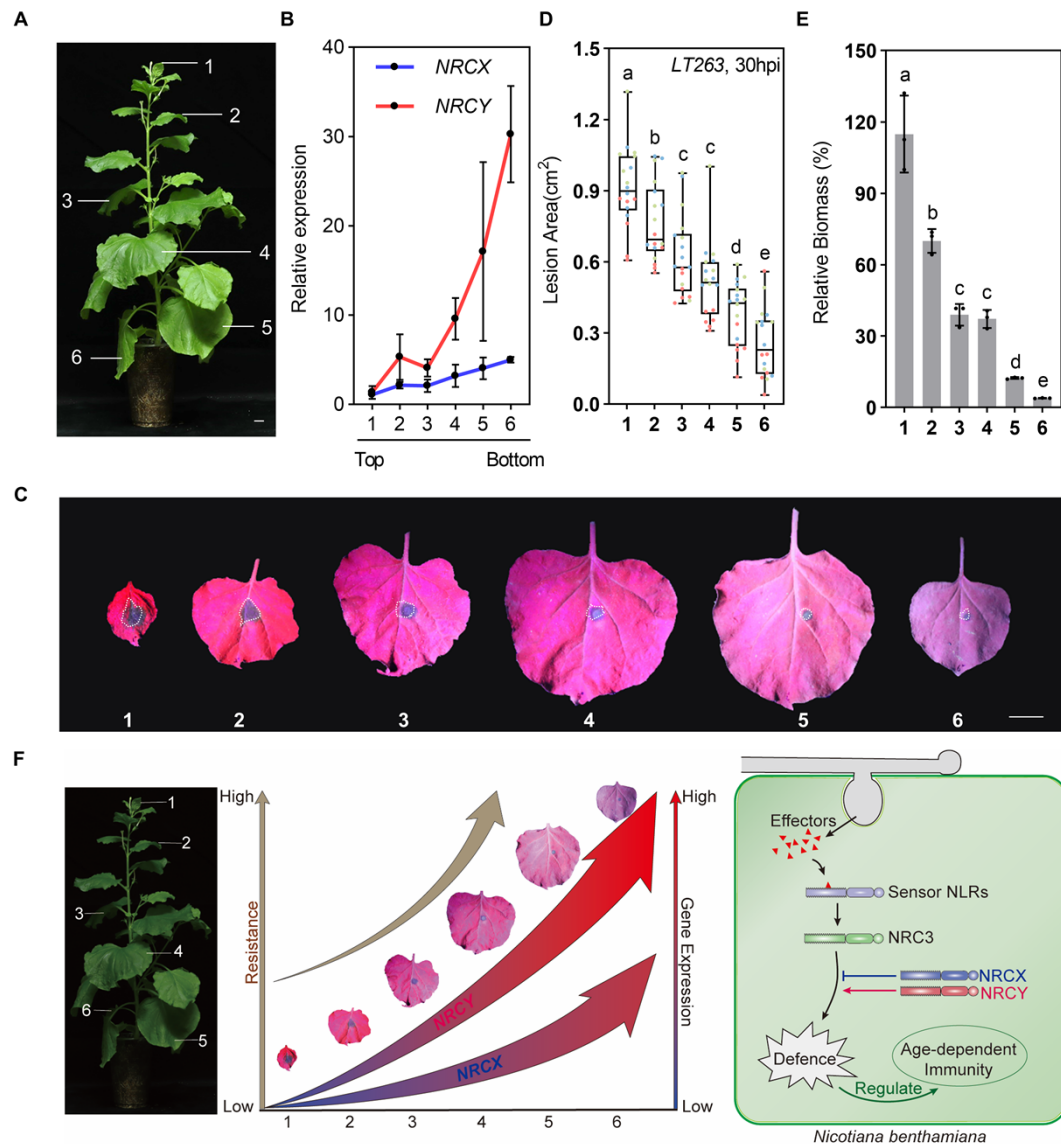 A
1
2
3
4
5
6
B
40
30
20
10
0
Relative expression
NRCX
NRCY
1 2 3 4 5 6
Top Bottom
D
1.5
1.2
0.9
0.6
0.3
0.0
Lesion Area(cm²)
LT263, 30hpi
a b c c d e
1 2 3 4 5 6
E
150
120
90
60
30
0
Relative Biomass (%)
a b c c d e
1 2 3 4 5 6
C
1 2 3 4 5 6
F
1
2
3
4
6
5
High
Resistance
Low
NRCY
NRCX
1 2 3 4 5 6
High
Gene Expression
Low
Effectors
Sensor NLRs
NRC3
NRCX
NRCY
Defence
Age-dependent
Immunity
Regulate
Nicotiana benthamiana